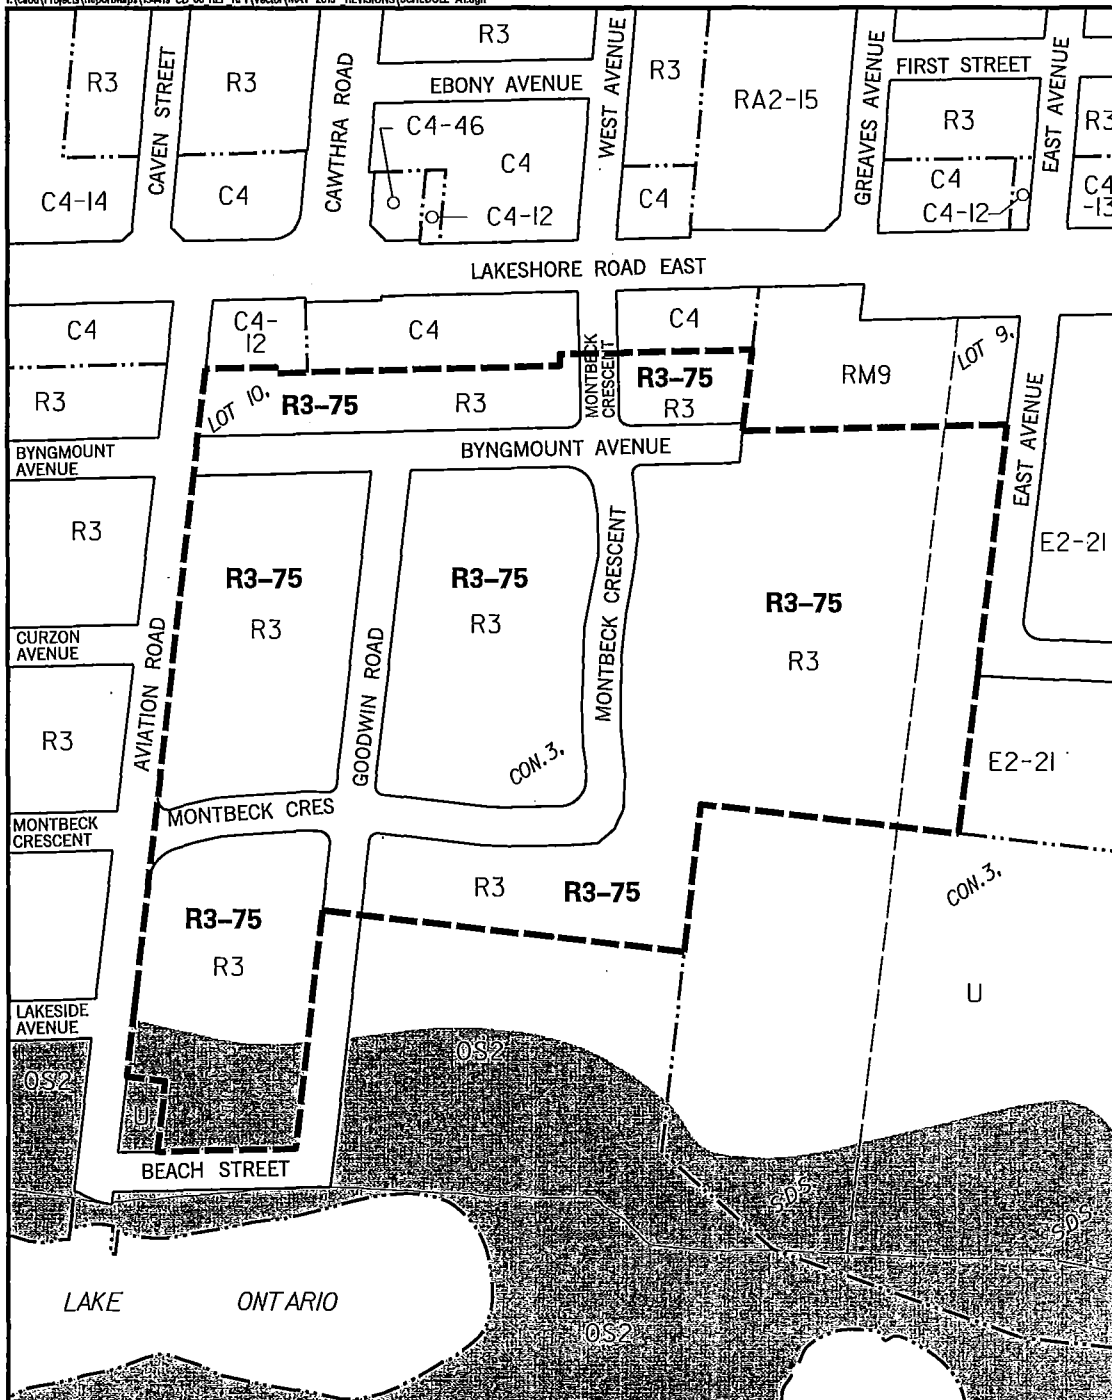 R3
R3
R3
R3
EBONY AVENUE
FIRST STREET
CAVEN STREET
CAWTHRA ROAD
WEST AVENUE
GREAVES AVENUE
EAST AVENUE
RA2-15
R3
R3
C4-46
C4
C4-14
C4
C4-12
C4
C4
C4-12
C4
-13
LAKESHORE ROAD EAST
C4
C4-
12
C4
C4
LOT 9,
MONTBECK
CRESCENT
R3
LOT 10,
R3-75
R3
R3-75
R3
RM9
BYNGMOUNT
AVENUE
BYNGMOUNT AVENUE
EAST AVENUE
R3
R3-75
R3
R3-75
R3
MONTBECK CRESCENT
R3-75
R3
E2-21
CURZON
AVENUE
AVIATION ROAD
GOODWIN ROAD
R3
CON.3,
E2-21
MONTBECK
CRESCENT
MONTBECK CRES
R3
R3-75
CON.3,
R3-75
R3
U
LAKESIDE
AVENUE
OS2
OS2
U
BEACH STREET
SDS
SDS
LAKE ONTARIO
OS2